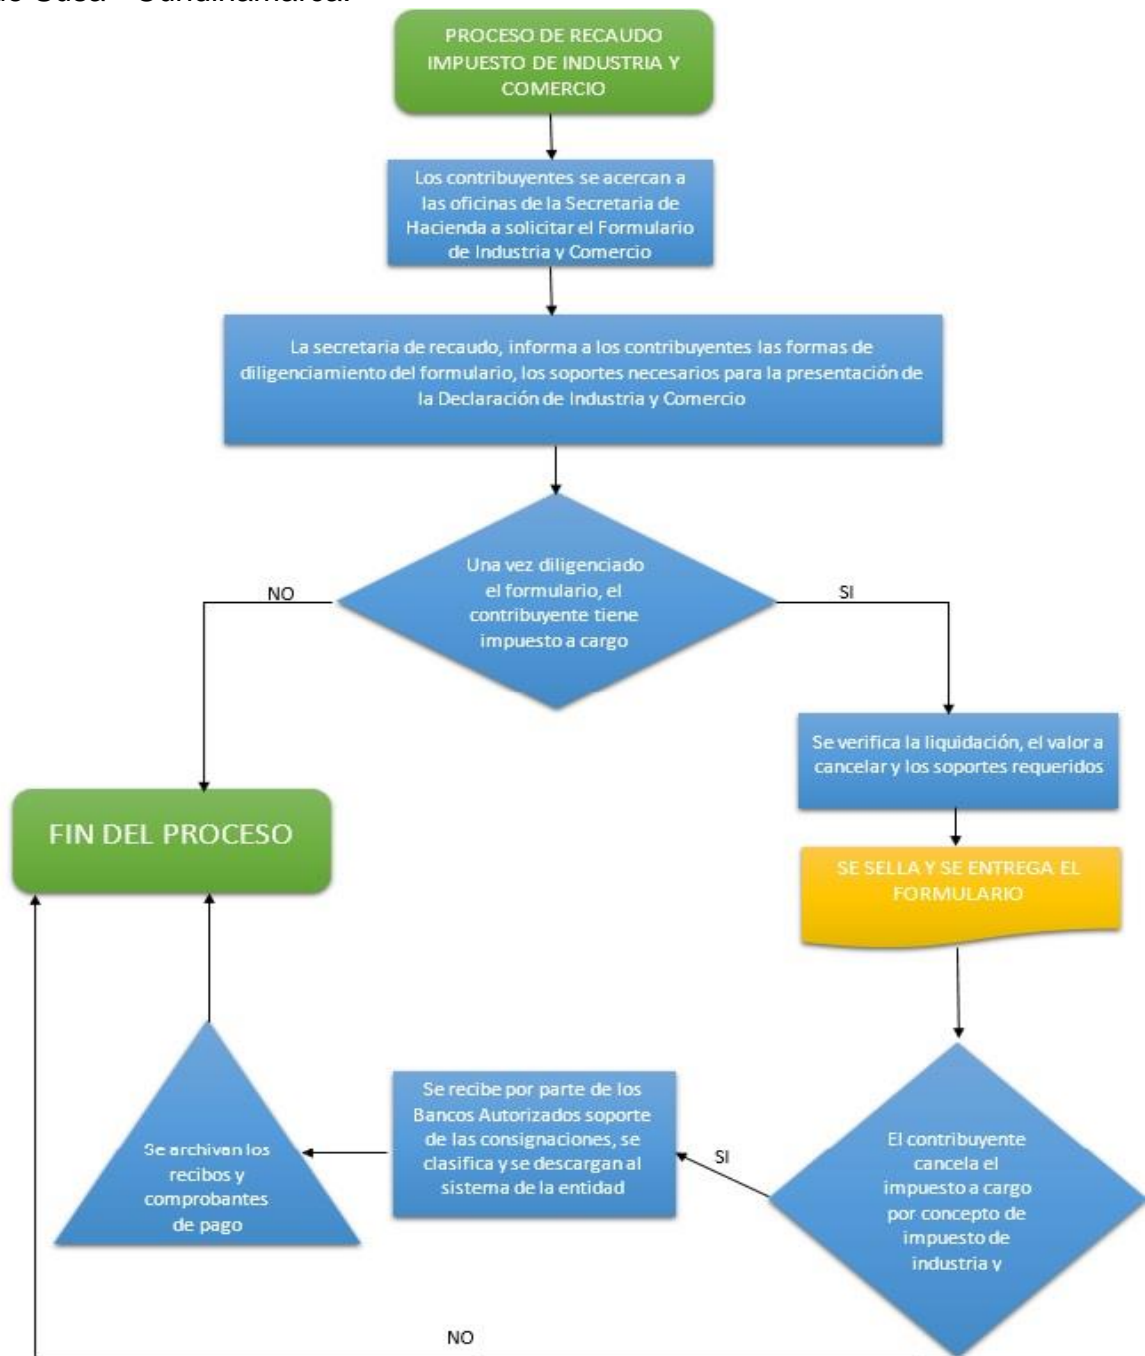 PROCESO DE RECAUDO
IMPUESTO DE INDUSTRIA Y
COMERCIO
Los contribuyentes se acercan a
las oficinas de la Secretaria de
Hacienda a solicitar el Formulario
de Industria y Comercio
La secretaria de recaudo, informa a los contribuyentes las formas de
diligenciamiento del formulario, los soportes necesarios para la presentación de
la Declaración de Industria y Comercio
Una vez diligenciado
el formulario, el
contribuyente tiene
impuesto a cargo
NO
SI
Se verifica la liquidación, el valor a
cancelar y los soportes requeridos
FIN DEL PROCESO
SE SELLA Y SE ENTREGA EL
FORMULARIO
Se archivan los
recibos y
comprobantes
de pago
Se recibe por parte de los
Bancos Autorizados soporte
de las consignaciones, se
clasifica y se descargan al
sistema de la entidad
SI
El contribuyente
cancela el
impuesto a cargo
por concepto de
impuesto de
industria y
NO